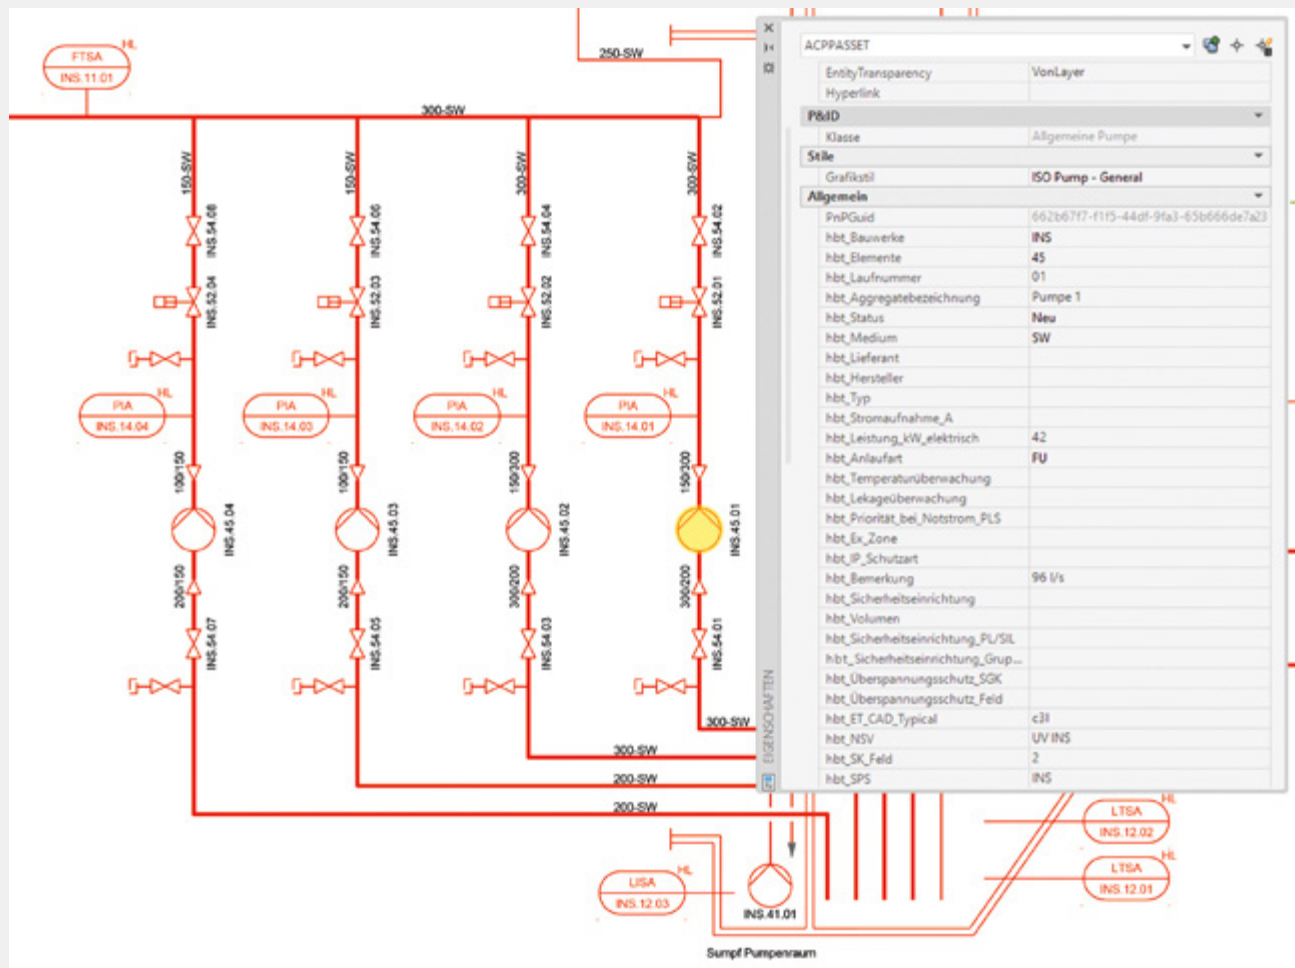 HL
FTSA
INS.11.01
250-SW
300-SW
150-SW
150-SW
300-SW
300-SW
INS.54.08
INS.54.06
INS.54.04
INS.54.02
INS.52.04
INS.52.03
INS.52.02
INS.52.01
HL
HL
HL
HL
PIA
INS.14.04
PIA
INS.14.03
PIA
INS.14.02
PIA
INS.14.01
100/150
100/150
150/300
150/300
INS.45.04
INS.45.03
INS.45.02
INS.45.01
200/150
200/150
300/200
300/200
INS.54.07
INS.54.05
INS.54.03
INS.54.01
300-SW
300-SW
200-SW
200-SW
HL
LISA
INS.12.03
INS.41.01
HL
LTSA
INS.12.02
HL
LTSA
INS.12.01
Sumpf Pumpenraum
ACPPASSET
EntityTransparency VonLayer
Hyperlink
P&ID
Klasse Allgemeine Pumpe
Stile
Grafikstil ISO Pump - General
Allgemein
PnPGuid 662b67f7-f1f5-44df-9fa3-65b666de7a23
hbt_Bauwerke INS
hbt_Elemente 45
hbt_Laufnummer 01
hbt_Aggregatebezeichnung Pumpe 1
hbt_Status Neu
hbt_Medium SW
hbt_Lieferant
hbt_Hersteller
hbt_Typ
hbt_Stromaufnahme_A
hbt_Leistung_kW_elektrisch 42
hbt_Anlaufart FU
hbt_Temperaturüberwachung
hbt_Lekageüberwachung
hbt_Priorität_bei_Notstrom_PLS
hbt_Ex_Zone
hbt_IP_Schutzart
hbt_Bemerkung 96 l/s
hbt_Sicherheitseinrichtung
hbt_Volumen
hbt_Sicherheitseinrichtung_PL/SIL
hbt_Sicherheitseinrichtung_Grup...
hbt_Überspannungsschutz_SGK
hbt_Überspannungsschutz_Feld
hbt_ET_CAD_Typical
hbt_NSV UV INS
hbt_SK_Feld 2
hbt_SPS INS
EIGENSCHAFTEN